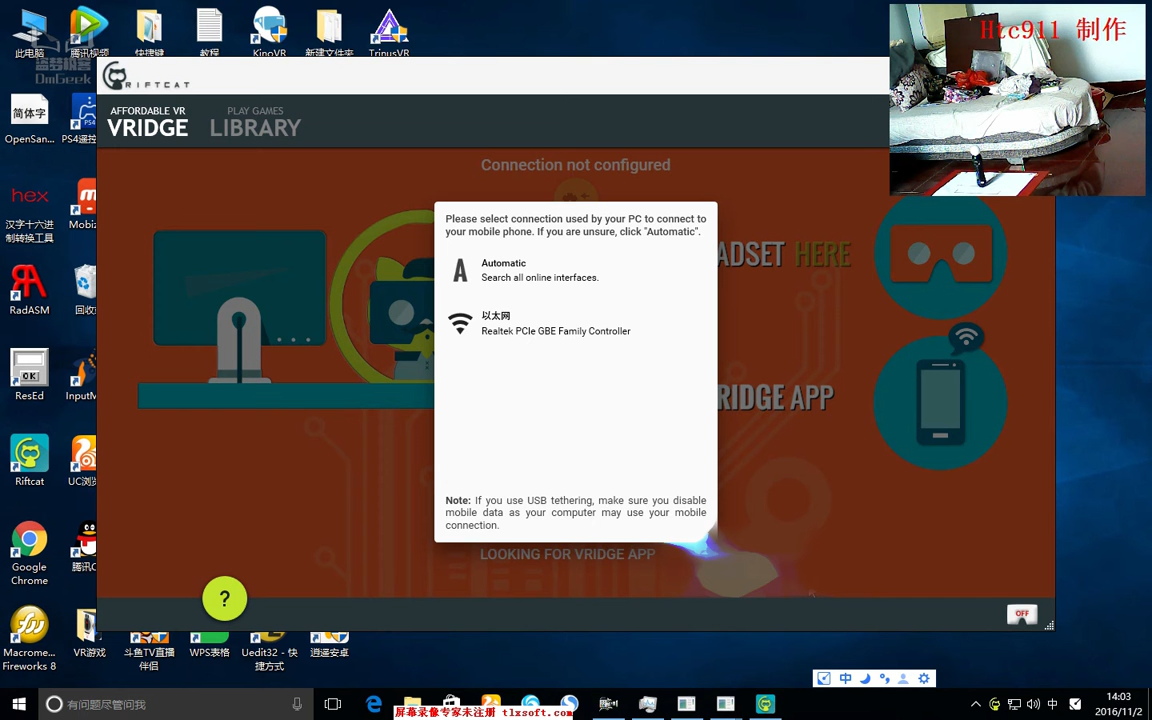 Htc911 制作
此电脑
腾讯视频
快捷键
教程
KinoVR
新建文件夹
TrinusVR
DmGeek
RIFTCAT
AFFORDABLE VR
VRIDGE
PLAY GAMES
LIBRARY
简体字
OpenSan...
PS4遥控
Connection not configured
hex
汉字十六进
制转换工具
Mobiz
Please select connection used by your PC to connect to
your mobile phone. If you are unsure, click "Automatic".
Automatic
Search all online interfaces.
以太网
Realtek PCIe GBE Family Controller
ADSET HERE
RIDGE APP
RadASM
回收
OK
ResEd
InputM
Riftcat
UC浏
Note: If you use USB tethering, make sure you disable
mobile data as your computer may use your mobile
connection.
LOOKING FOR VRIDGE APP
Google
Chrome
腾讯
?
OFF
Macrome...
Fireworks 8
VR游戏
斗鱼TV直播
伴侣
WPS表格
Uedit32 - 快
捷方式
逍遥安卓
中
有问题尽管问我
屏幕录像专家未注册 tlxsoft.com
中
14:03
2016/11/2